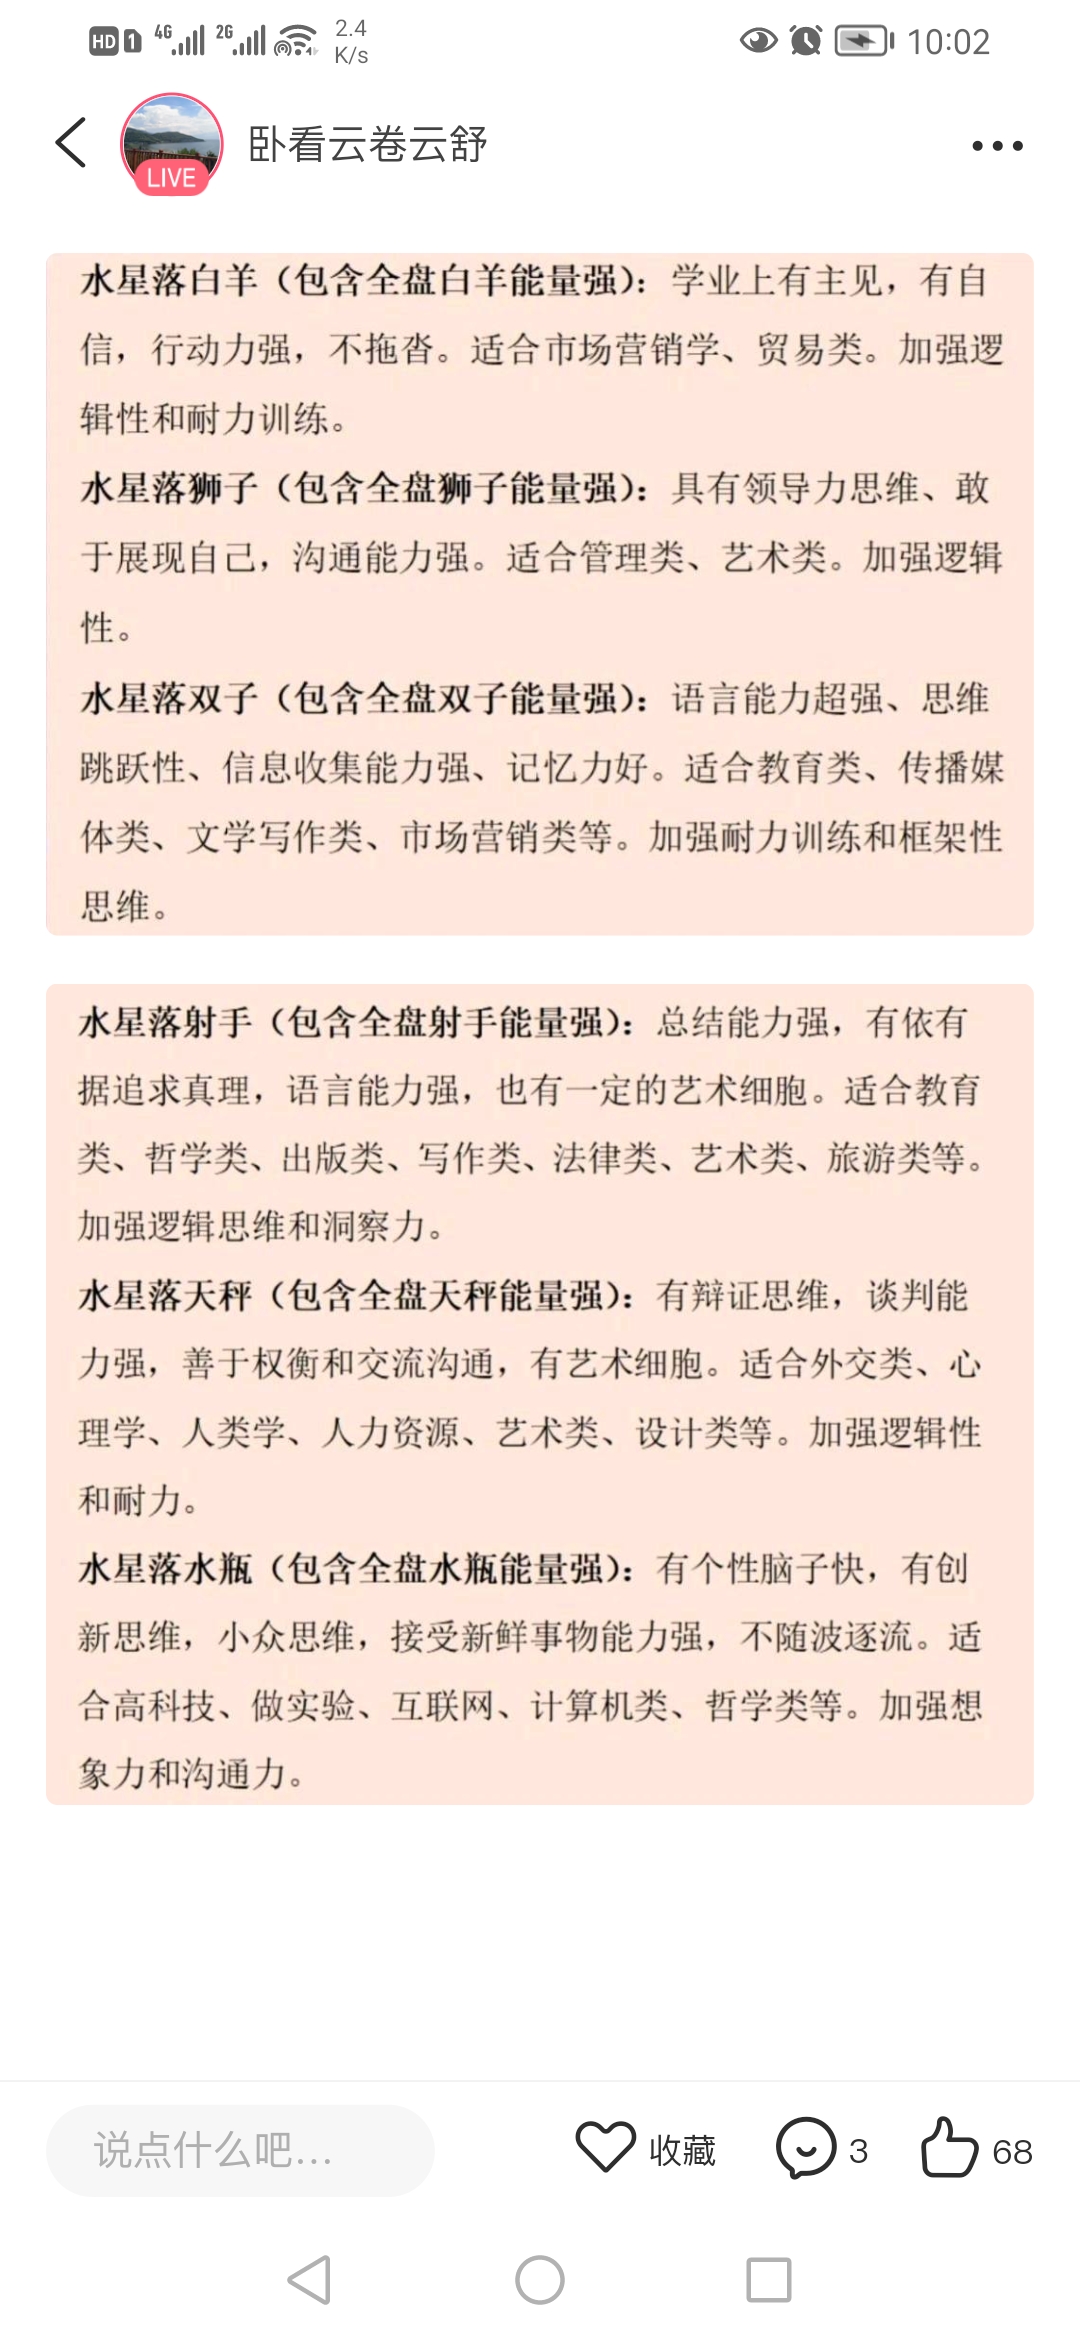 HD 1 4G 2G 2.4 K/s 10:02
LIVE
卧看云卷云舒
水星落白羊（包含全盘白羊能量强）：学业上有主见，有自
信，行动力强，不拖沓。适合市场营销学、贸易类。加强逻
辑性和耐力训练。
水星落狮子（包含全盘狮子能量强）：具有领导力思维、敢
于展现自己，沟通能力强。适合管理类、艺术类。加强逻辑
性。
水星落双子（包含全盘双子能量强）：语言能力超强、思维
跳跃性、信息收集能力强、记忆力好。适合教育类、传播媒
体类、文学写作类、市场营销类等。加强耐力训练和框架性
思维。
水星落射手（包含全盘射手能量强）：总结能力强，有依有
据追求真理，语言能力强，也有一定的艺术细胞。适合教育
类、哲学类、出版类、写作类、法律类、艺术类、旅游类等。
加强逻辑思维和洞察力。
水星落天秤（包含全盘天秤能量强）：有辩证思维，谈判能
力强，善于权衡和交流沟通，有艺术细胞。适合外交类、心
理学、人类学、人力资源、艺术类、设计类等。加强逻辑性
和耐力。
水星落水瓶（包含全盘水瓶能量强）：有个性脑子快，有创
新思维，小众思维，接受新鲜事物能力强，不随波逐流。适
合高科技、做实验、互联网、计算机类、哲学类等。加强想
象力和沟通力。
说点什么吧... 收藏 3 68